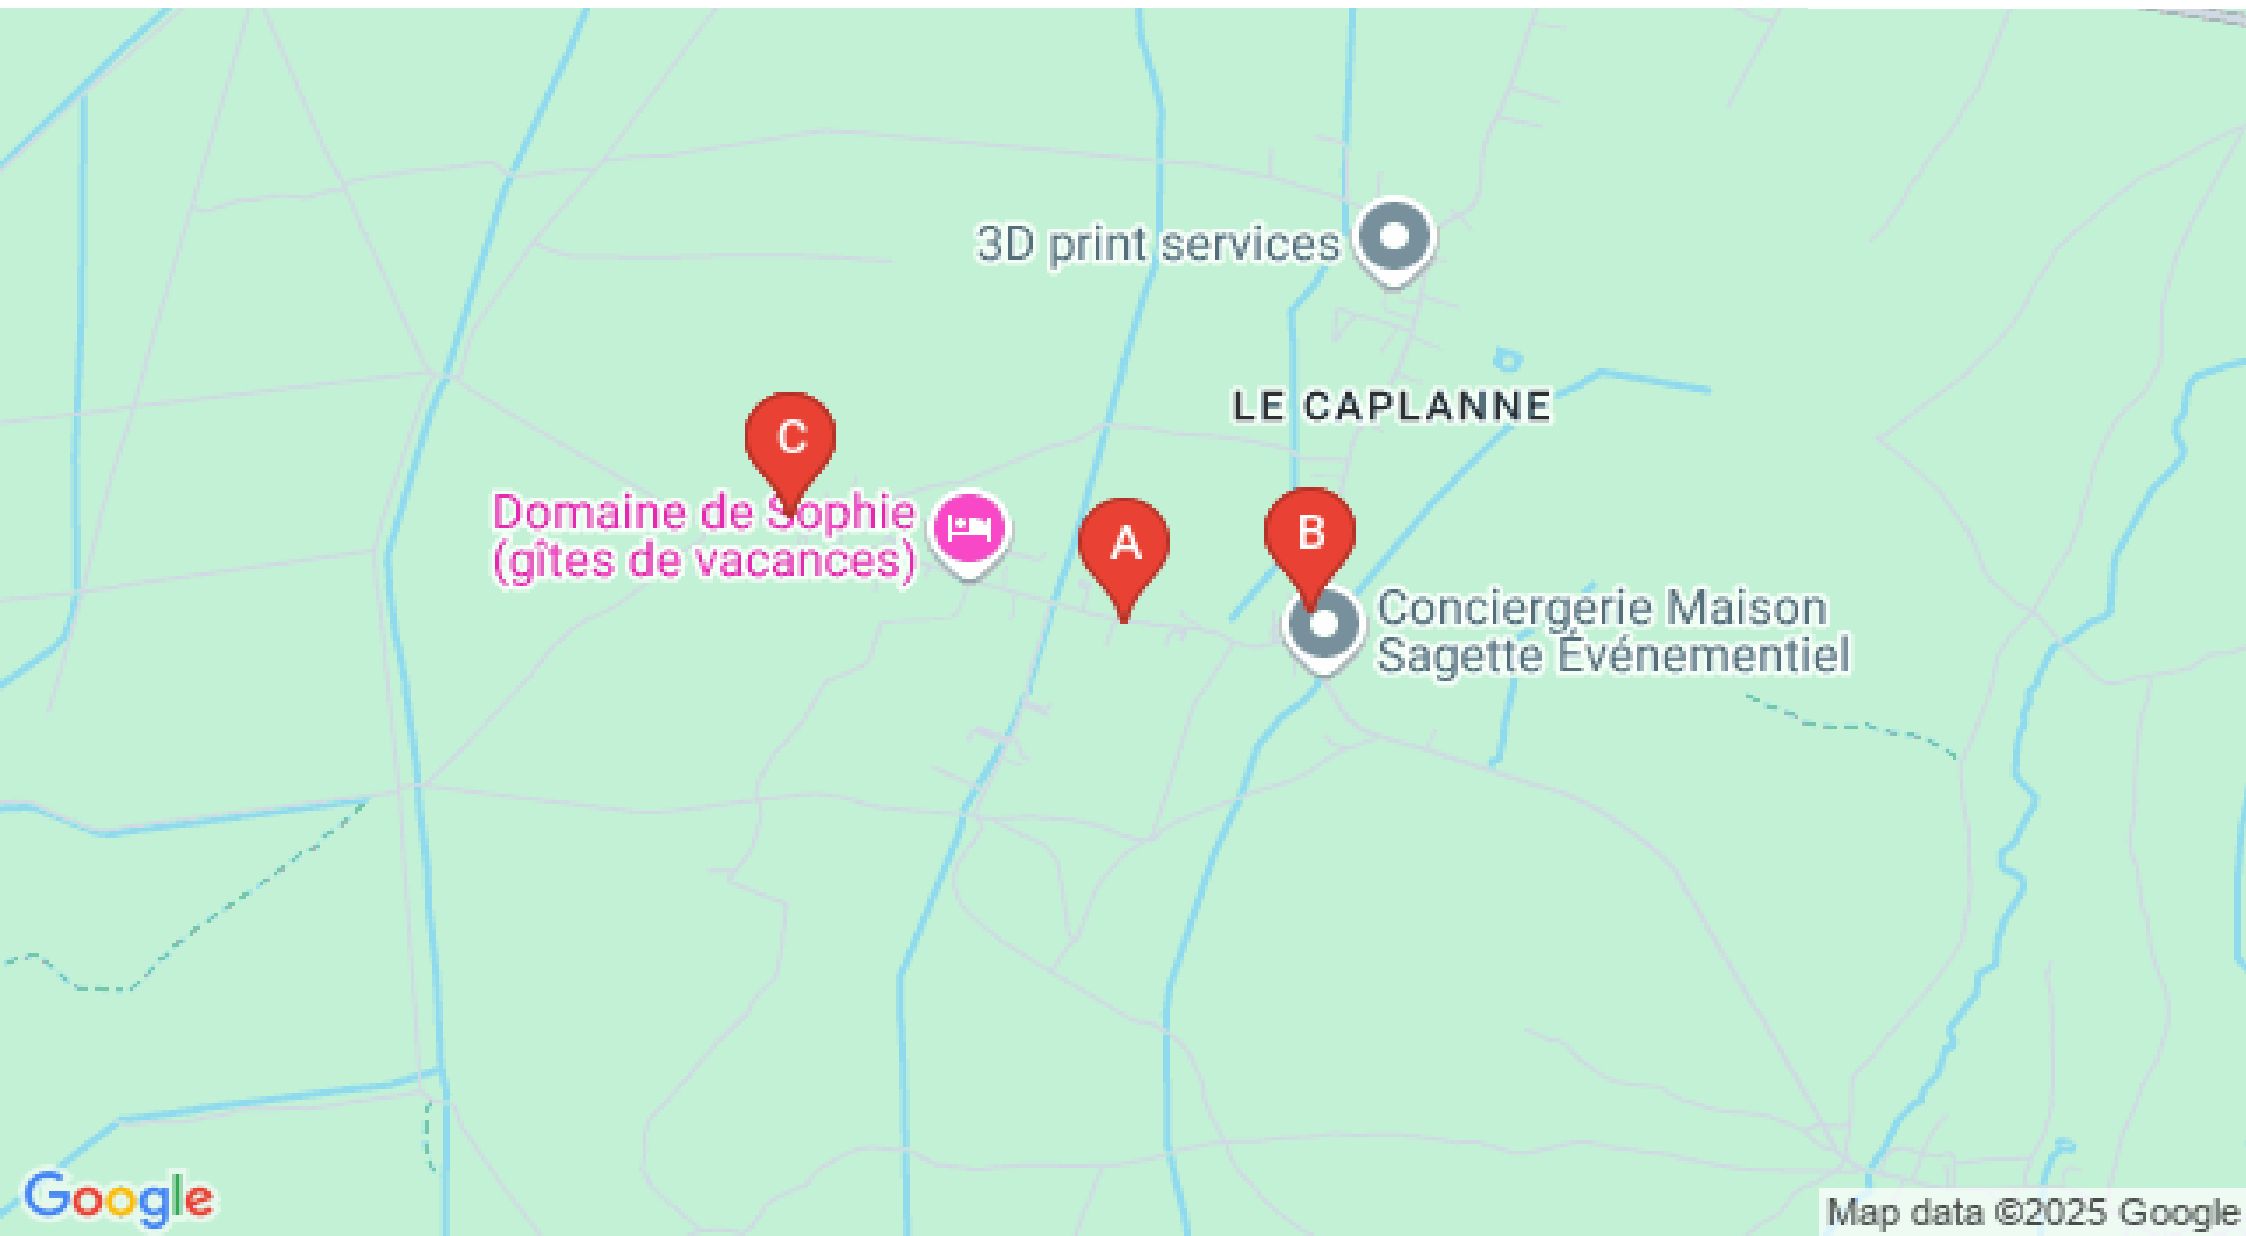 3D print services
LE CAPLANNE
C
Domaine de Sophie
(gîtes de vacances)
A
B
Conciergerie Maison
Sagette Événementiel
Google
Map data ©2025 Google